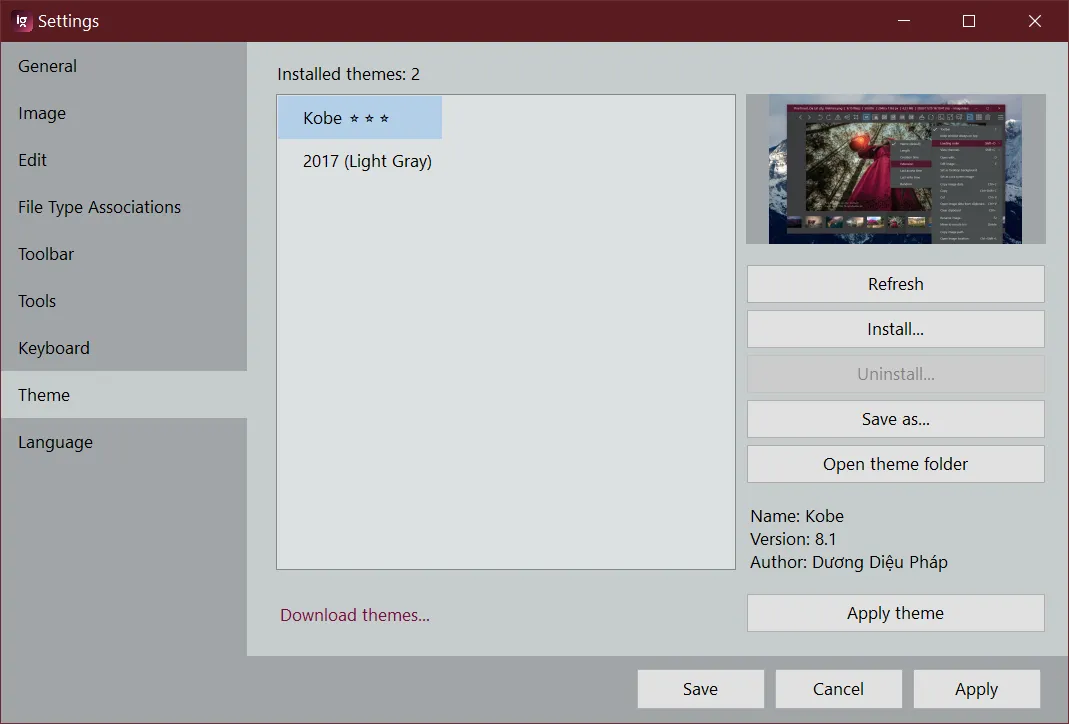 Settings
General
Image
Edit
File Type Associations
Toolbar
Tools
Keyboard
Theme
Language
Installed themes: 2
Kobe ⭑ ⭑ ⭑
2017 (Light Gray)
Download themes...
Refresh
Install...
Uninstall...
Save as...
Open theme folder
Name: Kobe
Version: 8.1
Author: Dương Diệu Pháp
Apply theme
Save
Cancel
Apply